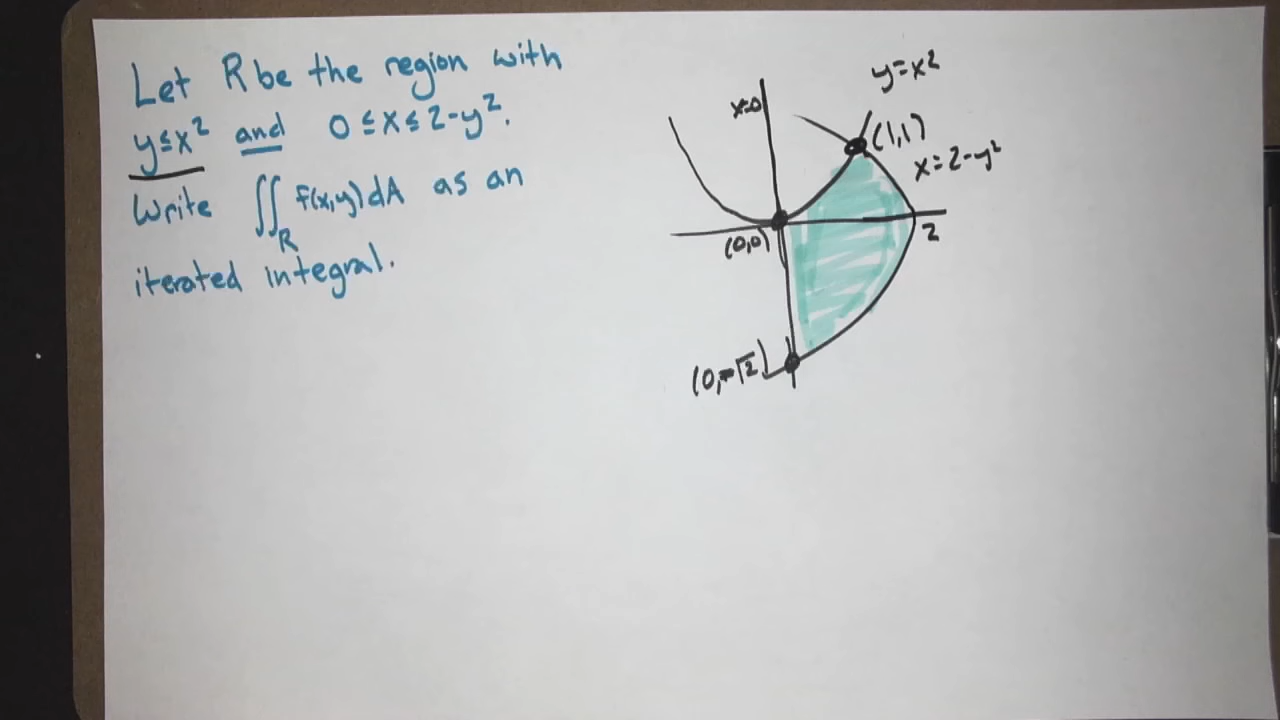 Let R be the region with
y≤x² and 0≤x≤2-y².
Write ∬_R f(x,y)dA as an
iterated integral.
y=x²
x=0
(1,1)
x=2-y²
(0,0)
2
(0,-√2)